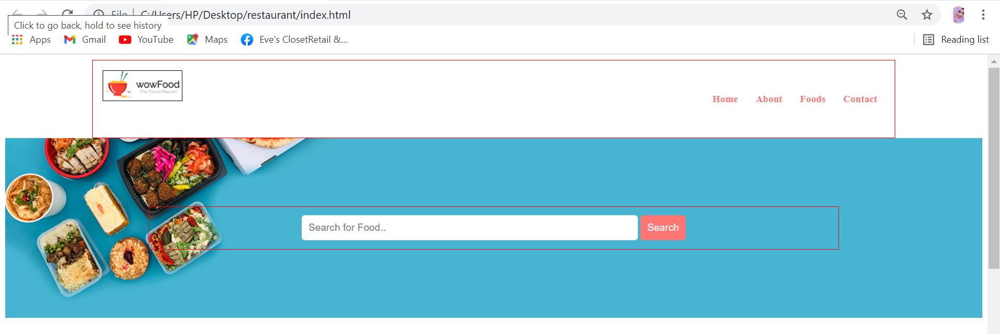 File C:/Users/HP/Desktop/restaurant/index.html
Click to go back, hold to see history
Apps Gmail YouTube Maps Eve's ClosetRetail &... Reading list
wowFood
The Food Heaven
Home About Foods Contact
Search for Food.. Search